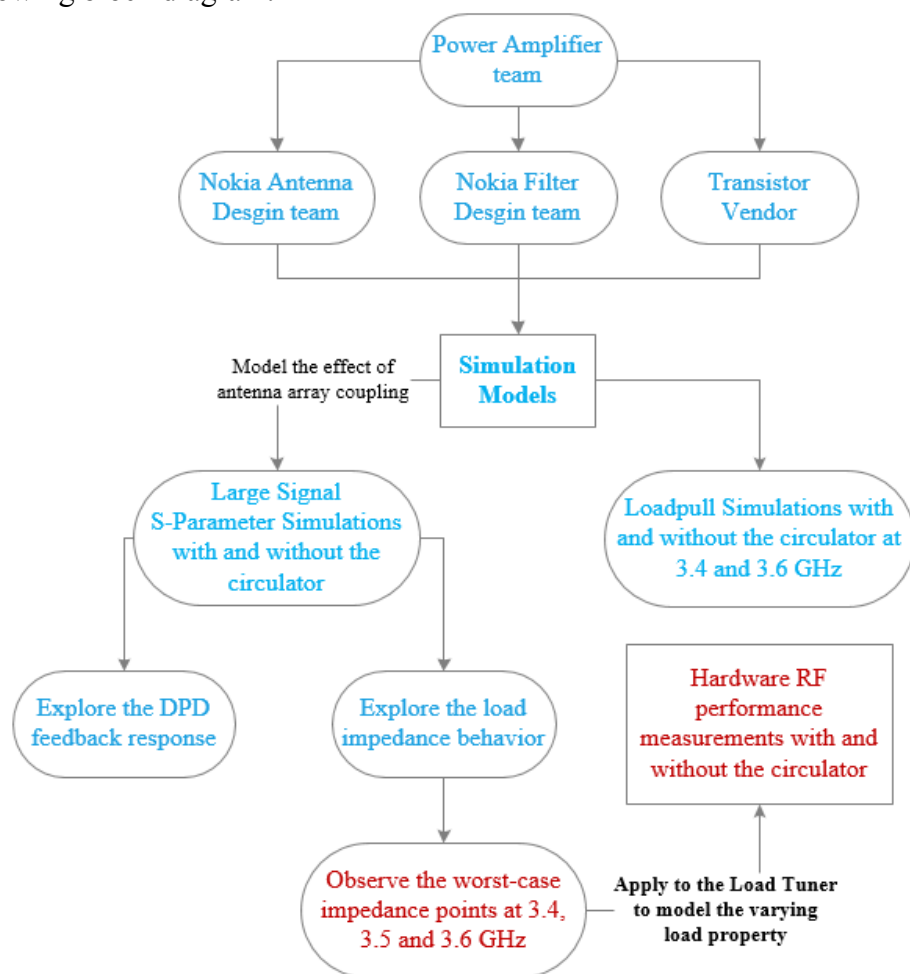 Power Amplifier
team
Nokia Antenna
Desgin team
Nokia Filter
Desgin team
Transistor
Vendor
Model the effect of
antenna array coupling
Simulation
Models
Large Signal
S-Parameter Simulations
with and without the
circulator
Loadpull Simulations with
and without the circulator at
3.4 and 3.6 GHz
Explore the DPD
feedback response
Explore the load
impedance behavior
Hardware RF
performance
measurements with and
without the circulator
Observe the worst-case
impedance points at 3.4,
3.5 and 3.6 GHz
Apply to the Load Tuner
to model the varying
load property